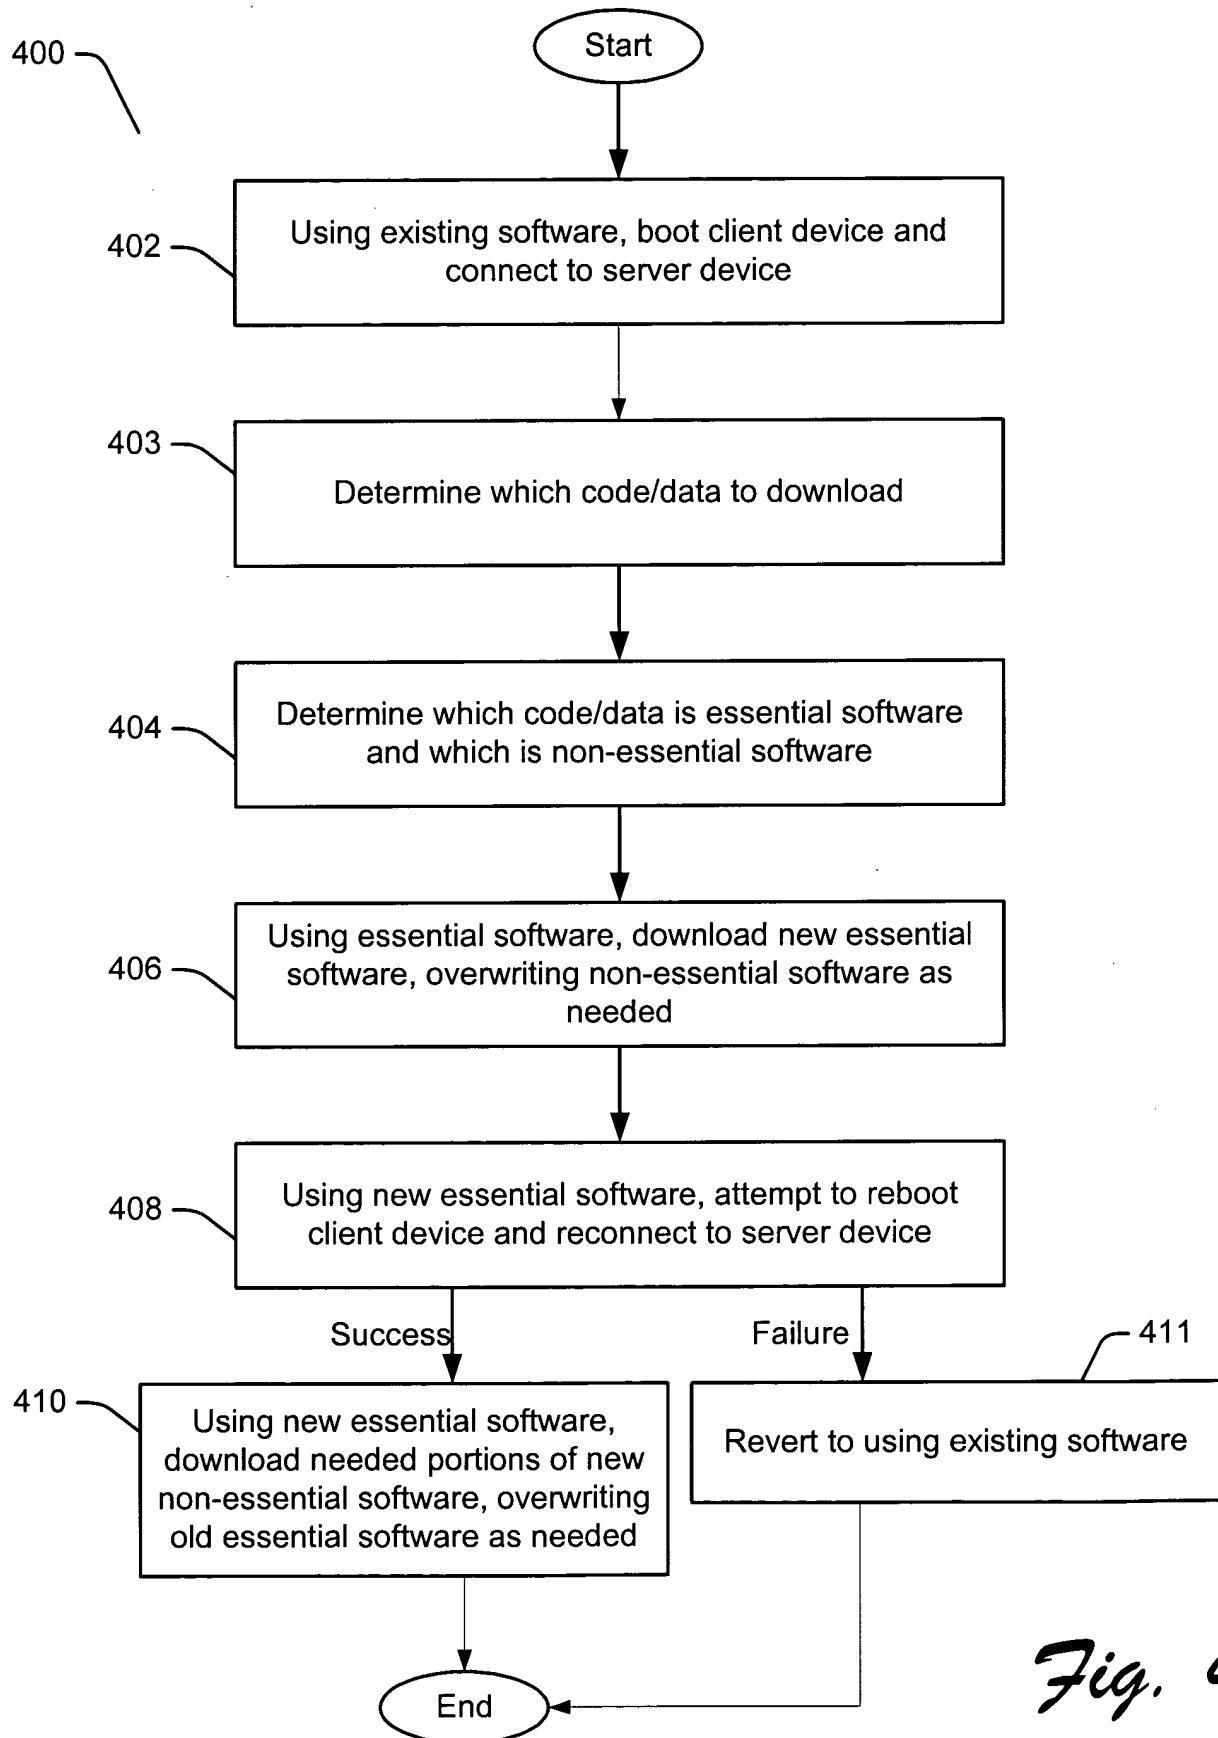 400
Start
402
Using existing software, boot client device and
connect to server device
403
Determine which code/data to download
404
Determine which code/data is essential software
and which is non-essential software
406
Using essential software, download new essential
software, overwriting non-essential software as
needed
408
Using new essential software, attempt to reboot
client device and reconnect to server device
Success
Failure
411
410
Using new essential software,
download needed portions of new
non-essential software, overwriting
old essential software as needed
Revert to using existing software
End
Fig.